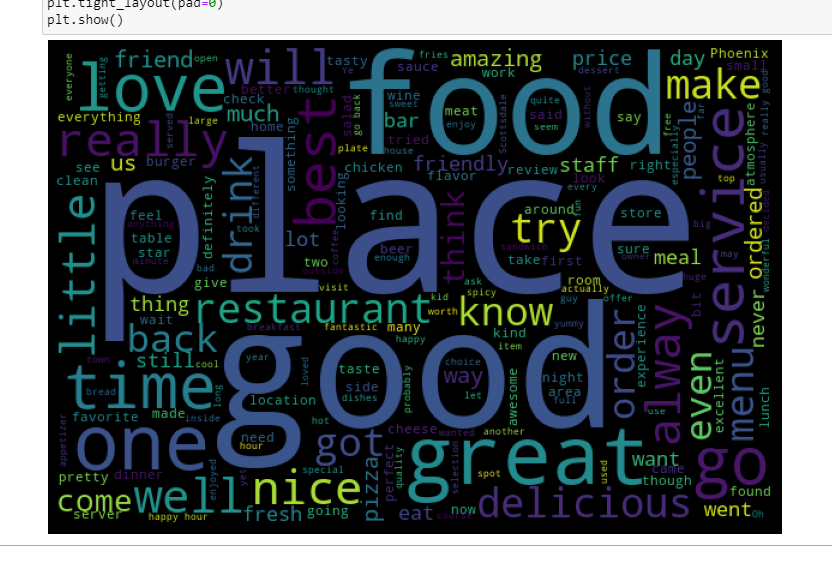 plt.tight_layout(pad=0)
plt.show()
everyone
getting
friend
open
will
food
tasty
Ye
fries
sauce
amazing
work
dessert
price
day
Phoenix
small
love
better
thought
check
much
best
salad
go back
wine
sweet
bar
meat
enjoy
quite
said
seem
without
say
make
everything
served
large
home
something
plate
tried
house
scottsdale
free
people
far
atmosphere
usually
really good
really
us
burger
chicken
friendly
flavor
review
staff
right
especially
service
see
clean
place
drink
different
looking
think
look
every
top
little
feel
anything
table
star
minute
definitely
took
lot
find
coffee
beer
enough
two
outside
try
around
fun
store
sandwich
take
first
sure
owner
meal
big
may
ordered
decided
wonderful
bad
give
visit
ask
spicy
room
actually
huge
thing
restaurant
kid
worth
know
guy
offer
bit
never
wait
back
breakfast
fantastic
many
happy
kind
item
yummy
order
experience
alway
menu
town
still
cool
good
year
loved
taste
side
dishes
probably
choice
way
let
awesome
new
night
area
full
even
excellent
time
bread
long
location
favorite
made
inside
hot
use
lunch
one
appetizer
need
hour
got
cheese
wanted
another
great
want
came
though
go
pretty
dinner
enjoyed
yet
special
pizza
perfect
quality
selection
spot
used
found
come
well
nice
server
happy hour
fresh
going
eat
course
now
delicious
went
Oh